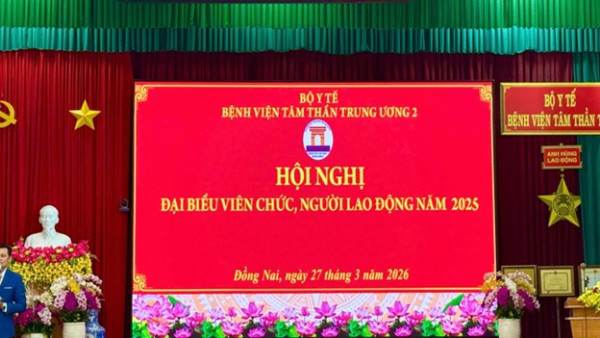 BỘ Y TẾ
BỆNH VIỆN TÂM THẦN TRUNG ƯƠNG 2
HỘI NGHỊ
ĐẠI BIỂU VIÊN CHỨC, NGƯỜI LAO ĐỘNG NĂM 2025
Đồng Nai, ngày 27 tháng 3 năm 2026
BỘ Y TẾ
BỆNH VIỆN TÂM THẦN T
ANH HÙNG
LAO ĐỘNG